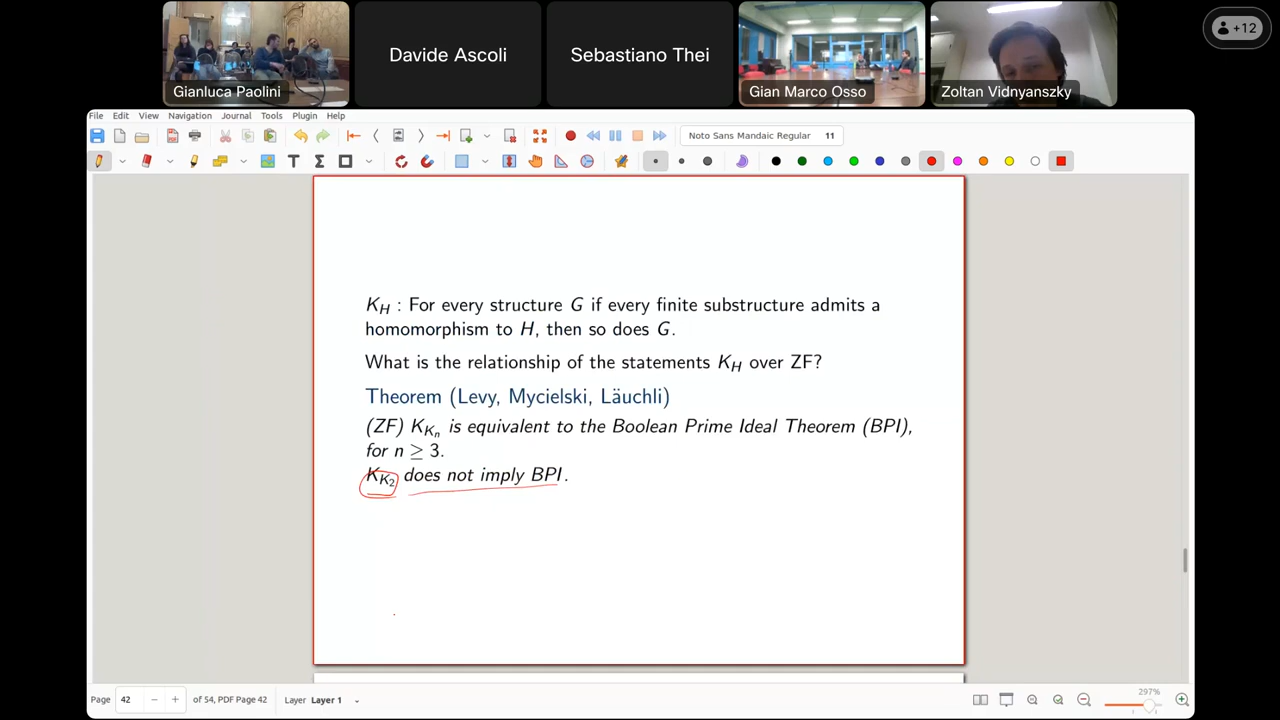 +12
Gianluca Paolini
Davide Ascoli
Sebastiano Thei
Gian Marco Osso
Zoltan Vidnyanszky
File Edit View Navigation Journal Tools Plugin Help
Noto Sans Mandaic Regular 11
K_H : For every structure G if every finite substructure admits a
homomorphism to H, then so does G.
What is the relationship of the statements K_H over ZF?
Theorem (Levy, Mycielski, Läuchli)
(ZF) K_{K_n} is equivalent to the Boolean Prime Ideal Theorem (BPI),
for n ≥ 3.
K_{K_2} does not imply BPI.
Page 42 − + of 54, PDF Page 42 Layer Layer 1 297%